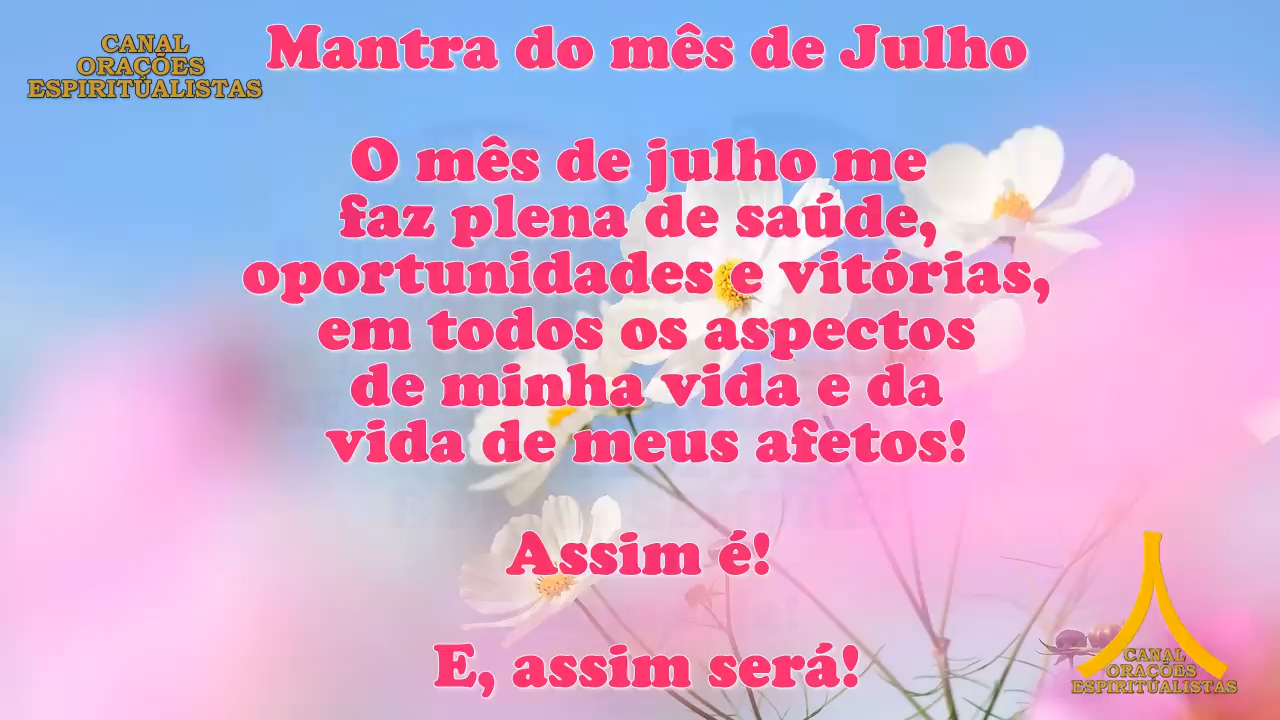 CANAL
ORAÇÕES
ESPIRITUALISTAS
Mantra do mês de Julho
O mês de julho me
faz plena de saúde,
oportunidades e vitórias,
em todos os aspectos
de minha vida e da
vida de meus afetos!
Assim é!
E, assim será!
CANAL
ORAÇÕES
ESPIRITUALISTAS